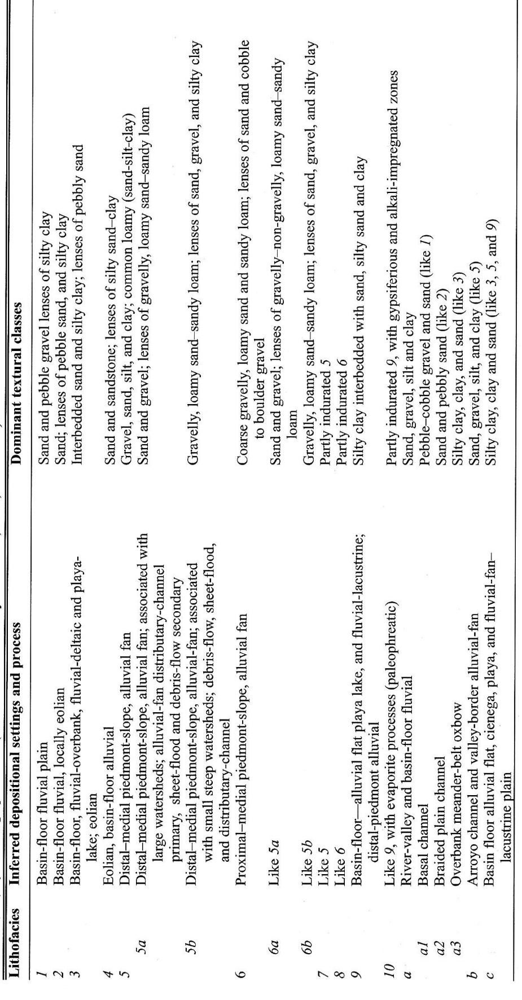 Lithofacies Inferred depositional settings and process Dominant textural classes
1 Basin-floor fluvial plain Sand and pebble gravel lenses of silty clay
2 Basin-floor fluvial, locally eolian Sand; lenses of pebble sand, and silty clay
3 Basin-floor, fluvial-overbank, fluvial-deltaic and playa- Interbedded sand and silty clay; lenses of pebbly sand
lake; eolian
4 Eolian, basin-floor alluvial Sand and sandstone; lenses of silty sand–clay
5 Distal–medial piedmont-slope, alluvial fan Gravel, sand, silt, and clay; common loamy (sand-silt-clay)
5a Distal–medial piedmont-slope, alluvial fan; associated with Sand and gravel; lenses of gravelly, loamy sand–sandy loam
large watersheds; alluvial-fan distributary-channel
primary, sheet-flood and debris-flow secondary
5b Distal–medial piedmont-slope, alluvial-fan; associated Gravelly, loamy sand–sandy loam; lenses of sand, gravel, and silty clay
with small steep watersheds; debris-flow, sheet-flood,
and distributary-channel
6 Proximal–medial piedmont-slope, alluvial fan Coarse gravelly, loamy sand and sandy loam; lenses of sand and cobble
to boulder gravel
6a Like 5a Sand and gravel; lenses of gravelly–non-gravelly, loamy sand–sandy
loam
6b Like 5b Gravelly, loamy sand–sandy loam; lenses of sand, gravel, and silty clay
7 Like 5 Partly indurated 5
8 Like 6 Partly indurated 6
9 Basin-floor—alluvial flat playa lake, and fluvial-lacustrine; Silty clay interbedded with sand, silty sand and clay
distal-piedmont alluvial
10 Like 9, with evaporite processes (paleophreatic) Partly indurated 9, with gypsiferious and alkali-impregnated zones
a River-valley and basin-floor fluvial Sand, gravel, silt and clay
a1 Basal channel Pebble–cobble gravel and sand (like 1)
a2 Braided plain channel Sand and pebbly sand (like 2)
a3 Overbank meander-belt oxbow Silty clay, clay, and sand (like 3)
b Arroyo channel and valley-border alluvial-fan Sand, gravel, silt, and clay (like 5)
c Basin floor alluvial flat, cienega, playa, and fluvial-fan– Silty clay, clay and sand (like 3, 5, and 9)
lacustrine plain